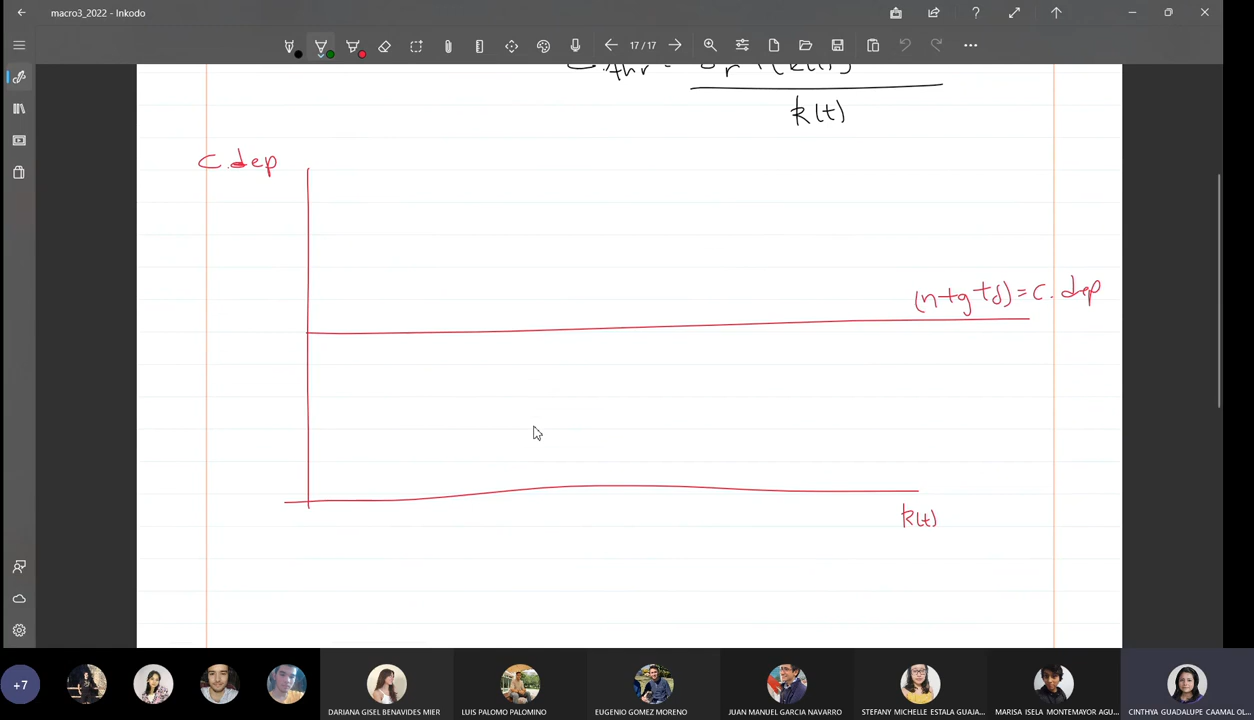 macro3_2022 - Inkodo
17/17
k(t)
c.dep
(n+g+δ)=c.dep
k(t)
+7
DARIANA GISEL BENAVIDES MIER
LUIS PALOMO PALOMINO
EUGENIO GOMEZ MORENO
JUAN MANUEL GARCIA NAVARRO
STEFANY MICHELLE ESTALA GUAJA...
MARISA ISELA MONTEMAYOR AGU...
CINTHYA GUADALUPE CAAMAL OL...